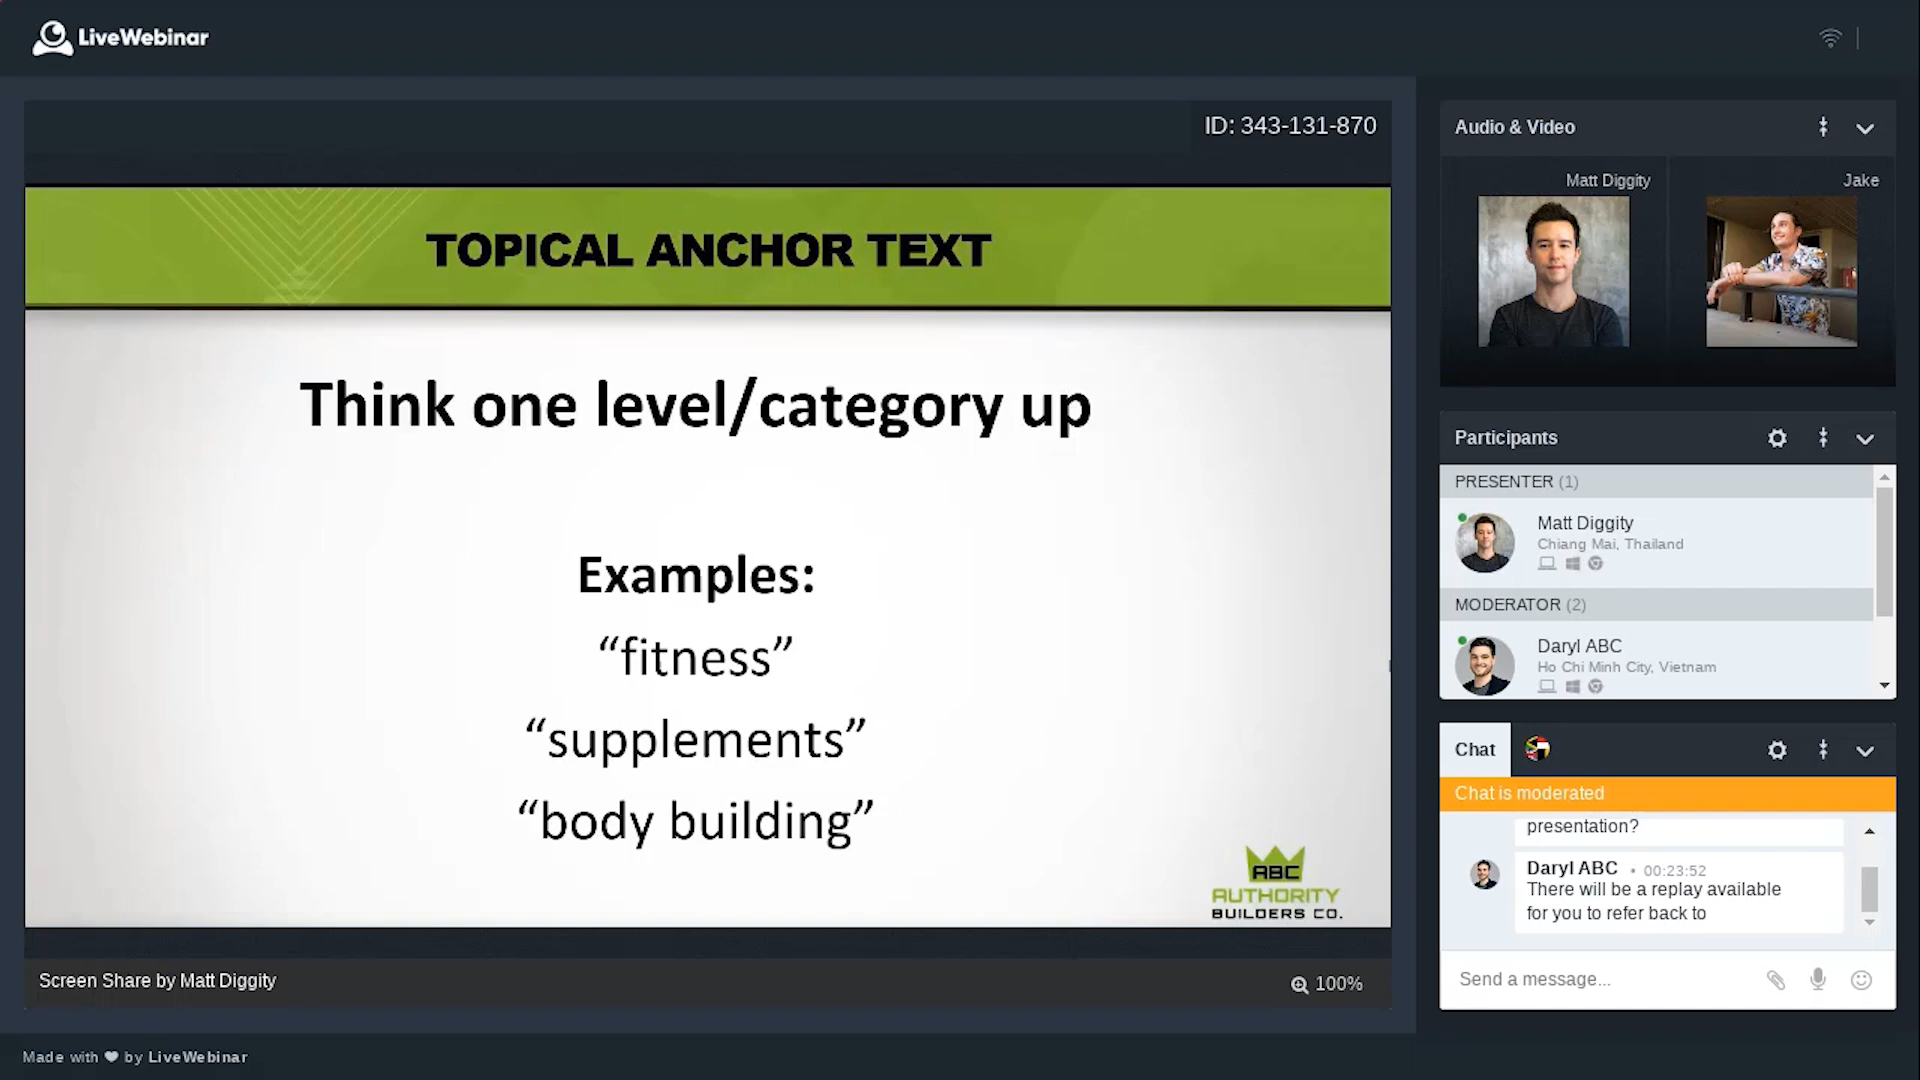 LiveWebinar
ID: 343-131-870
TOPICAL ANCHOR TEXT
Think one level/category up
Examples:
“fitness”
“supplements”
“body building”
ABC
AUTHORITY
BUILDERS CO.
Screen Share by Matt Diggity
100%
Audio & Video
Matt Diggity
Jake
Participants
PRESENTER (1)
Matt Diggity
Chiang Mai, Thailand
MODERATOR (2)
Daryl ABC
Ho Chi Minh City, Vietnam
Chat
Chat is moderated
presentation?
Daryl ABC • 00:23:52
There will be a replay available
for you to refer back to
Send a message...
Made with ❤ by LiveWebinar